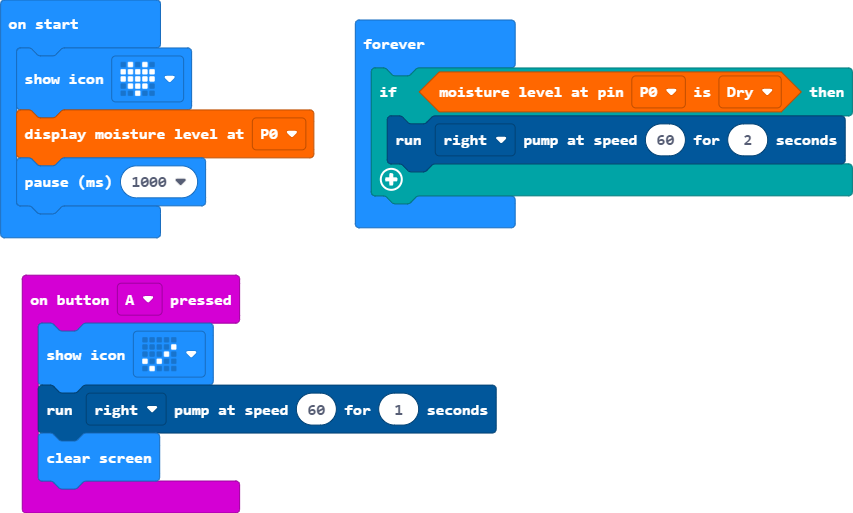 on start
show icon
display moisture level at P0
pause (ms) 1000
forever
if moisture level at pin P0 is Dry then
run right pump at speed 60 for 2 seconds
on button A pressed
show icon
run right pump at speed 60 for 1 seconds
clear screen